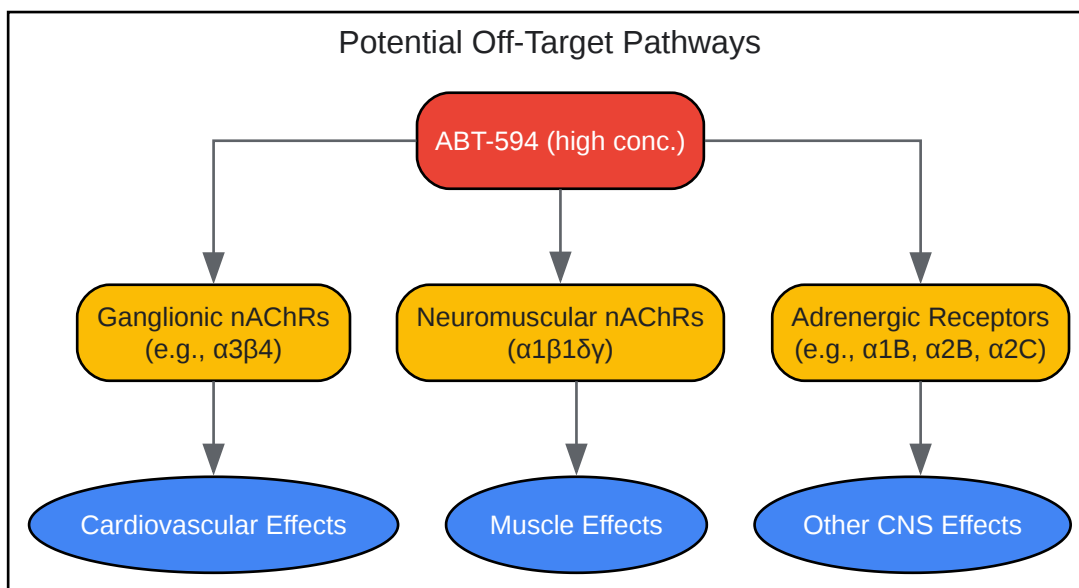 Potential Off-Target Pathways
ABT-594 (high conc.)
Ganglionic nAChRs
(e.g., α3β4)
Neuromuscular nAChRs
(α1β1δγ)
Adrenergic Receptors
(e.g., α1B, α2B, α2C)
Cardiovascular Effects
Muscle Effects
Other CNS Effects